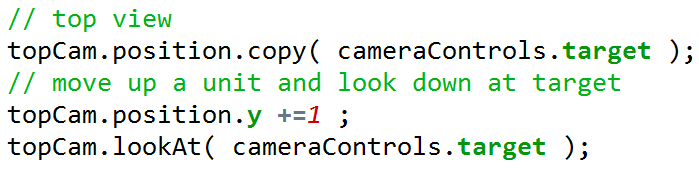 // top view
topCam.position.copy( cameraControls.target );
// move up a unit and look down at target
topCam.position.y +=1 ;
topCam.lookAt( cameraControls.target );